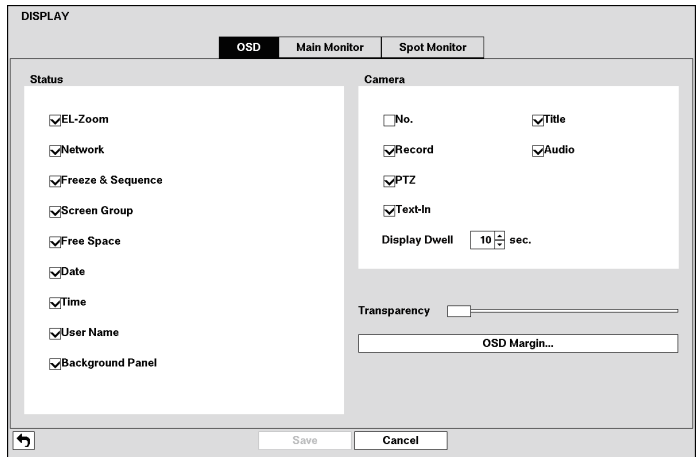 DISPLAY
OSD
Main Monitor
Spot Monitor
Status
EL-Zoom
Network
Freeze & Sequence
Screen Group
Free Space
Date
Time
User Name
Background Panel
Camera
No.
Title
Record
Audio
PTZ
Text-In
Display Dwell 10 sec.
Transparency
OSD Margin...
Save
Cancel